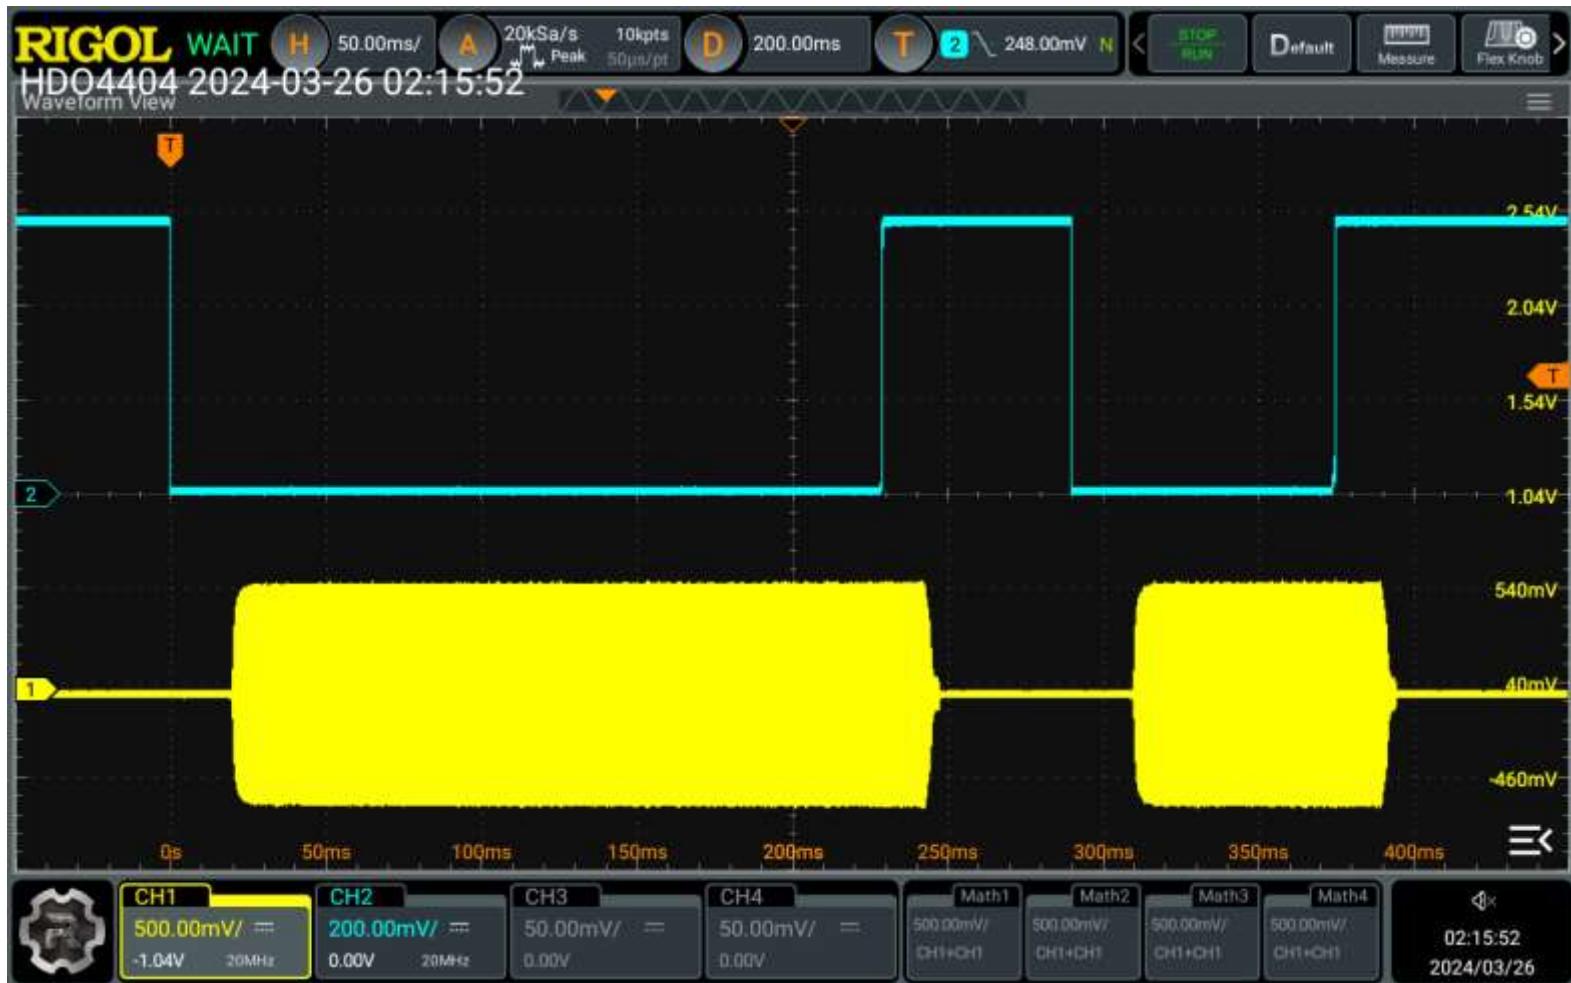 RIGOL WAIT H 50.00ms/ A 20kSa/s 10kpts D 200.00ms T 2 248.00mV N < STOP Default Measure Flex Knob >
Peak 50µs/pt RUN
HDO4404 2024-03-26 02:15:52
Waveform View
T
2.54V
2.04V
T
1.54V
2 1.04V
540mV
1 40mV
-460mV
0s 50ms 100ms 150ms 200ms 250ms 300ms 350ms 400ms
CH1 CH2 CH3 CH4 Math1 Math2 Math3 Math4
500.00mV/ 200.00mV/ 50.00mV/ 50.00mV/ 500.00mV/ 500.00mV/ 500.00mV/ 500.00mV/
-1.04V 20MHz 0.00V 20MHz 0.00V 0.00V CH1+CH1 CH1+CH1 CH1+CH1 CH1+CH1
02:15:52
2024/03/26